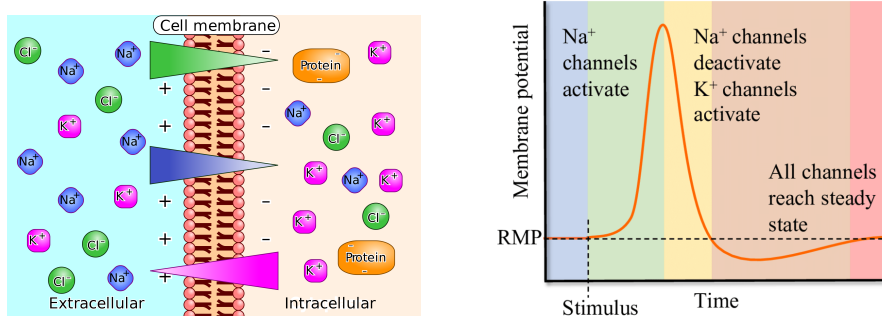 Cell membrane
Cl⁻
Na⁺
Na⁺
Cl⁻
K⁺
Na⁺
Na⁺
Na⁺
K⁺
K⁺
Cl⁻
Cl⁻
Na⁺
+
+
+
+
+
–
–
–
–
–
–
Protein
-
-
K⁺
Na⁺
K⁺
Cl⁻
K⁺
Na⁺
K⁺
K⁺
Cl⁻
Protein
-
-
K⁺
Extracellular
Intracellular
Membrane potential
Na⁺
channels
activate
Na⁺ channels
deactivate
K⁺ channels
activate
All channels
reach steady
state
RMP
Stimulus
Time